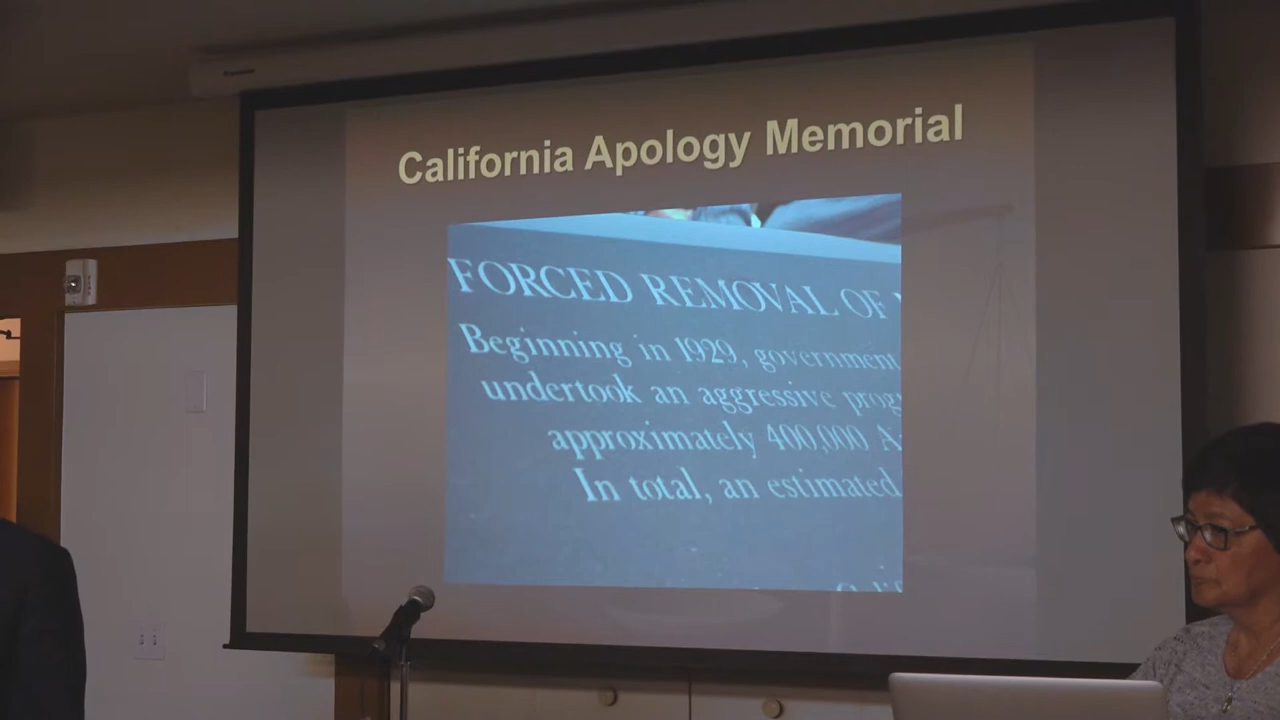 California Apology Memorial
FORCED REMOVAL OF
Beginning in 1929, government
undertook an aggressive prog
approximately 400,000 A
In total, an estimated